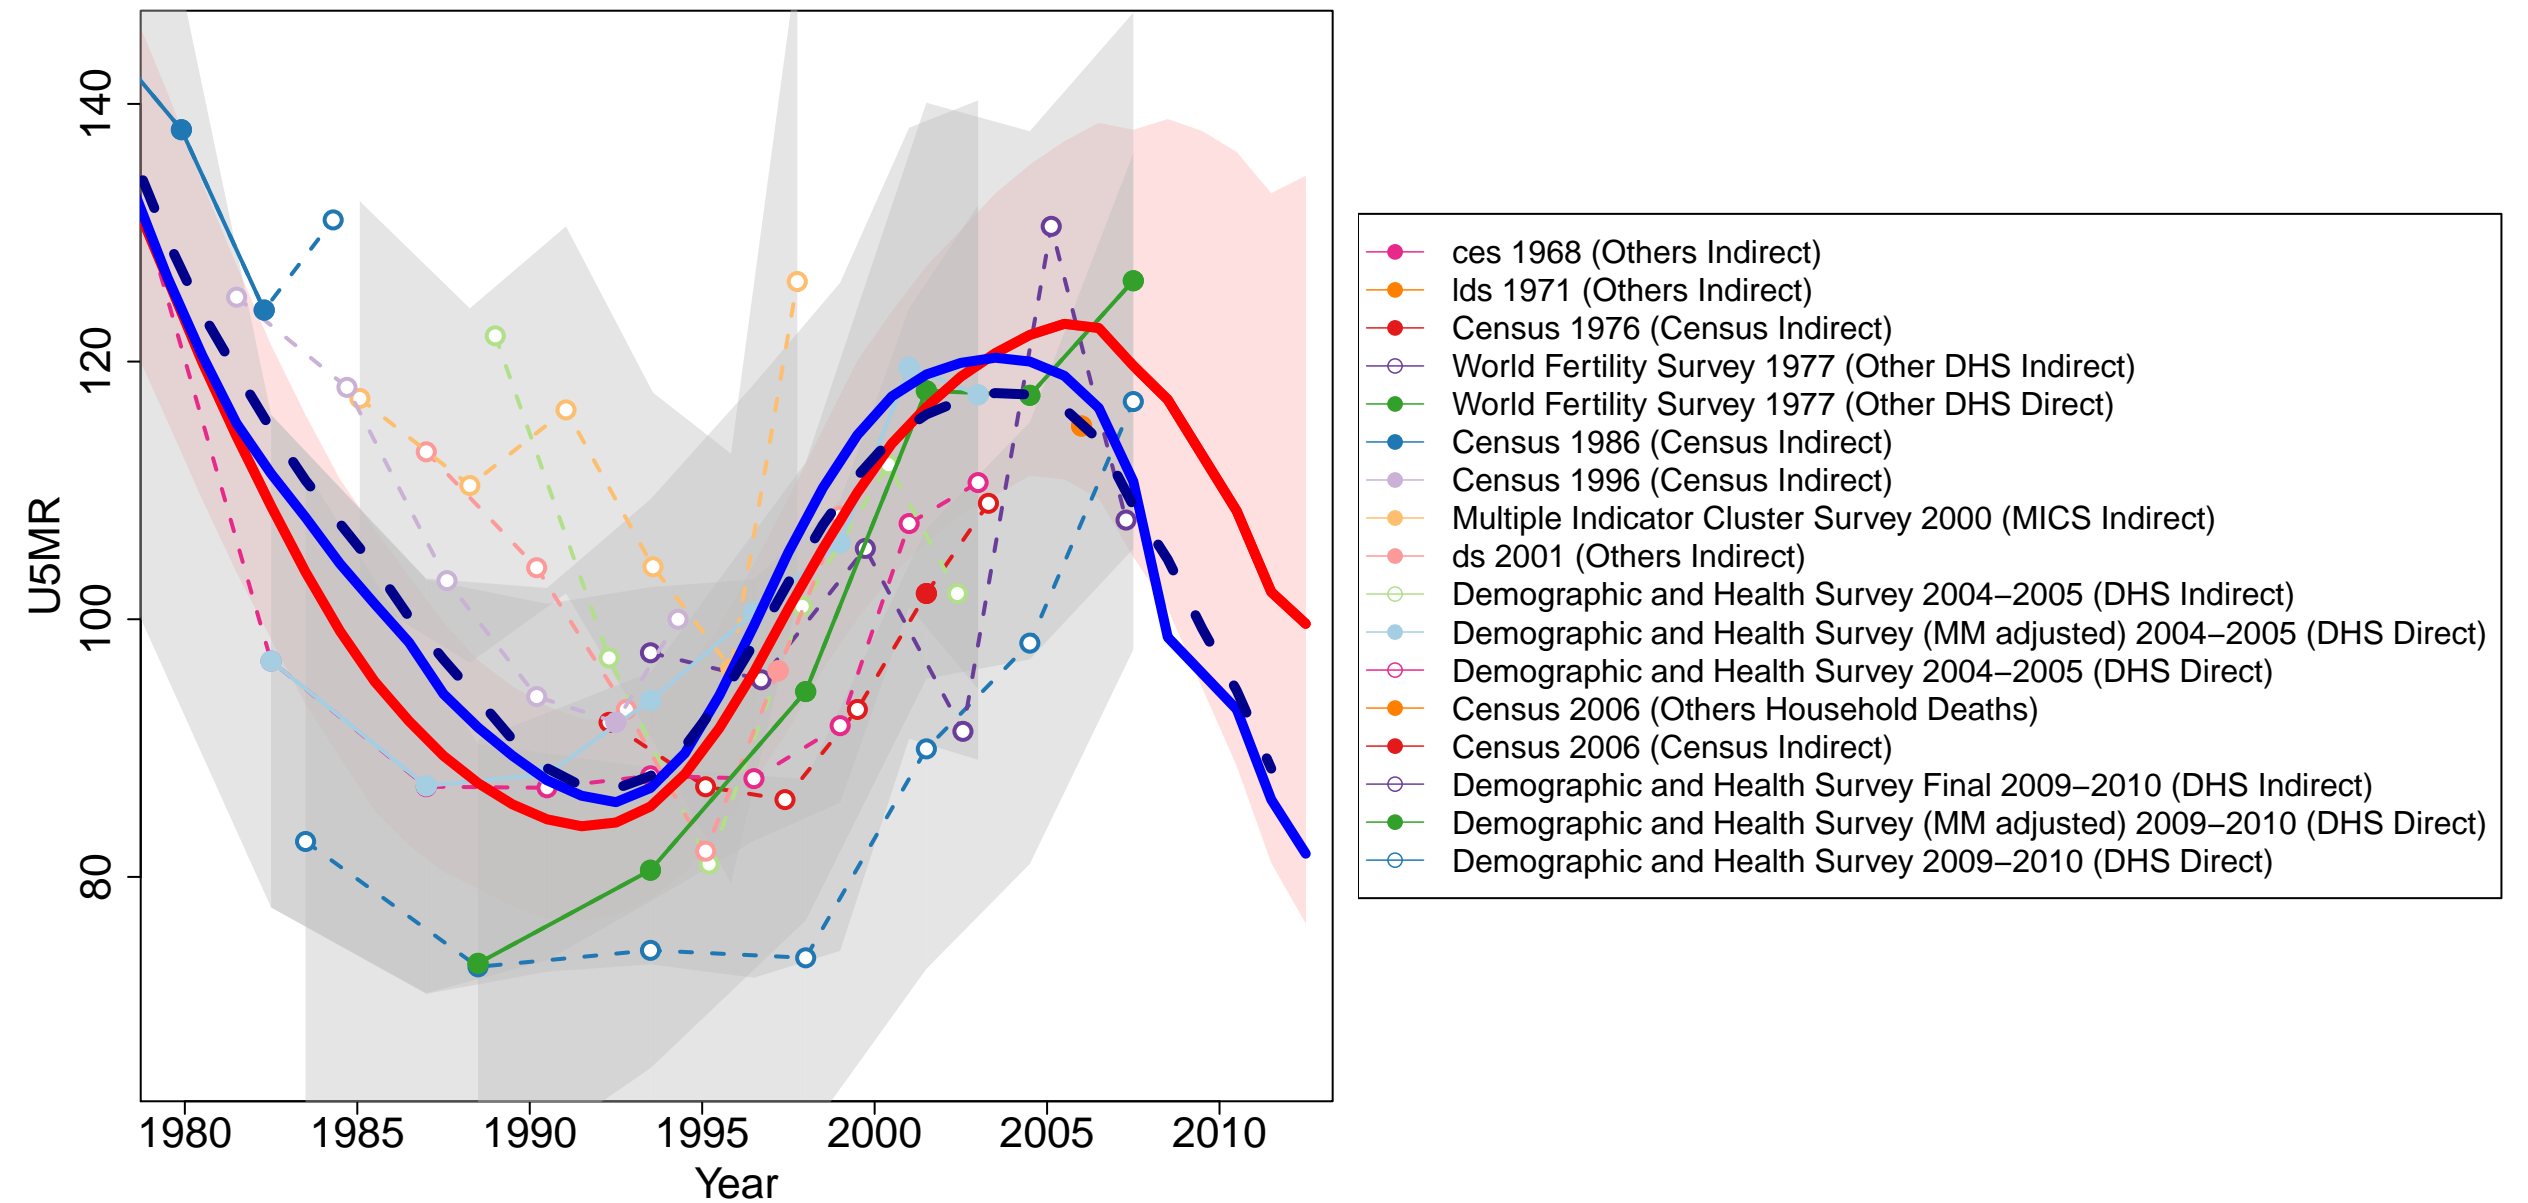 140
120
100
80
U5MR
1980 1985 1990 1995 2000 2005 2010
Year
ces 1968 (Others Indirect)
lds 1971 (Others Indirect)
Census 1976 (Census Indirect)
World Fertility Survey 1977 (Other DHS Indirect)
World Fertility Survey 1977 (Other DHS Direct)
Census 1986 (Census Indirect)
Census 1996 (Census Indirect)
Multiple Indicator Cluster Survey 2000 (MICS Indirect)
ds 2001 (Others Indirect)
Demographic and Health Survey 2004−2005 (DHS Indirect)
Demographic and Health Survey (MM adjusted) 2004−2005 (DHS Direct)
Demographic and Health Survey 2004−2005 (DHS Direct)
Census 2006 (Others Household Deaths)
Census 2006 (Census Indirect)
Demographic and Health Survey Final 2009−2010 (DHS Indirect)
Demographic and Health Survey (MM adjusted) 2009−2010 (DHS Direct)
Demographic and Health Survey 2009−2010 (DHS Direct)